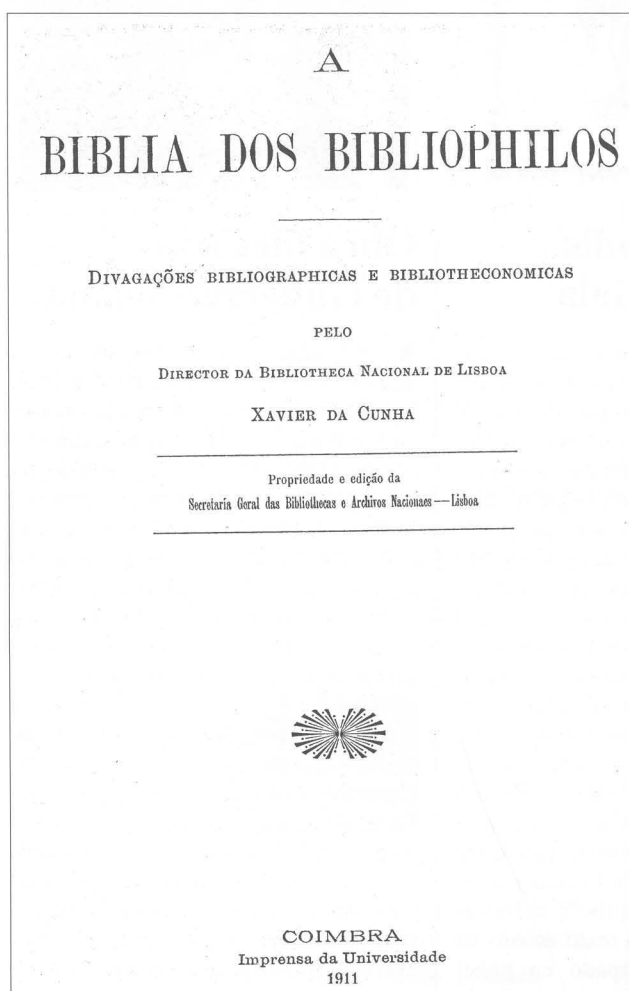 A
BIBLIA DOS BIBLIOPHILOS
DIVAGAÇÕES BIBLIOGRAPHICAS E BIBLIOTHECONOMICAS
PELO
DIRECTOR DA BIBLIOTHECA NACIONAL DE LISBOA
XAVIER DA CUNHA
Propriedade e edição da
Secretaría Geral das Bibliothecas e Archivos Nacionaes — Lisboa
COIMBRA
Imprensa da Universidade
1911